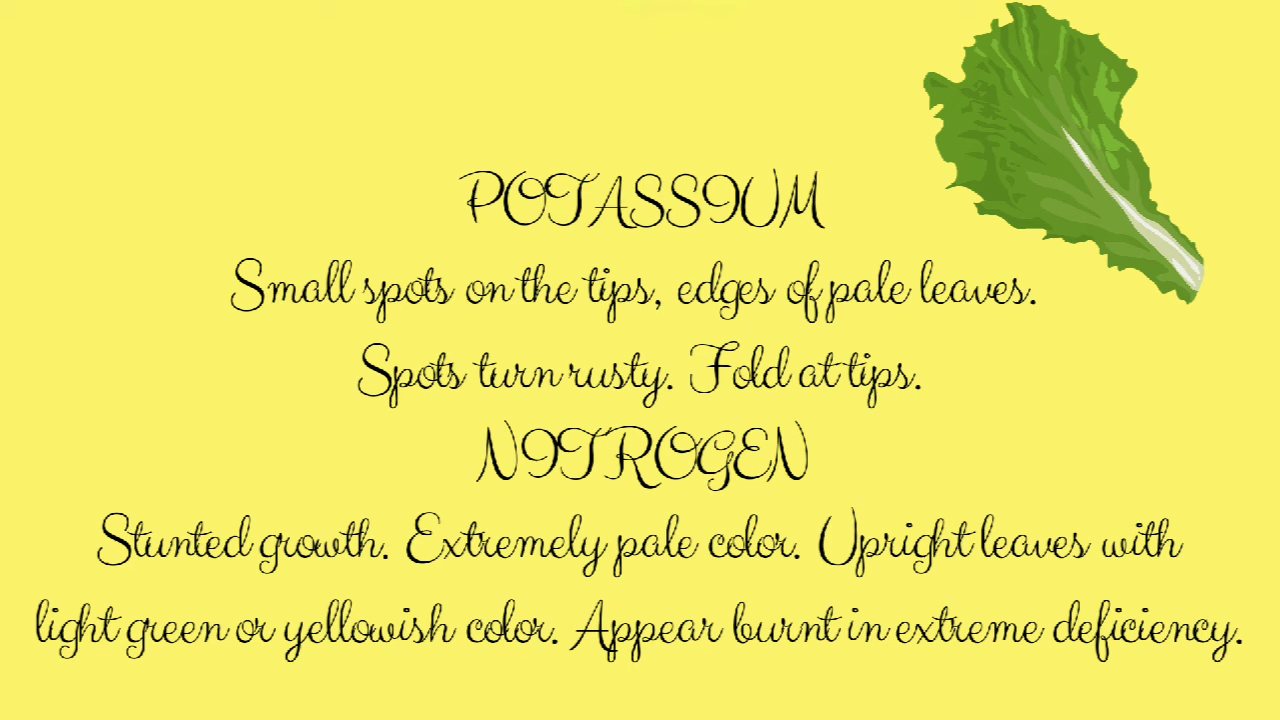 POTASSIUM
Small spots on the tips, edges of pale leaves.
Spots turn rusty. Fold at tips.
NITROGEN
Stunted growth. Extremely pale color. Upright leaves with
light green or yellowish color. Appear burnt in extreme deficiency.